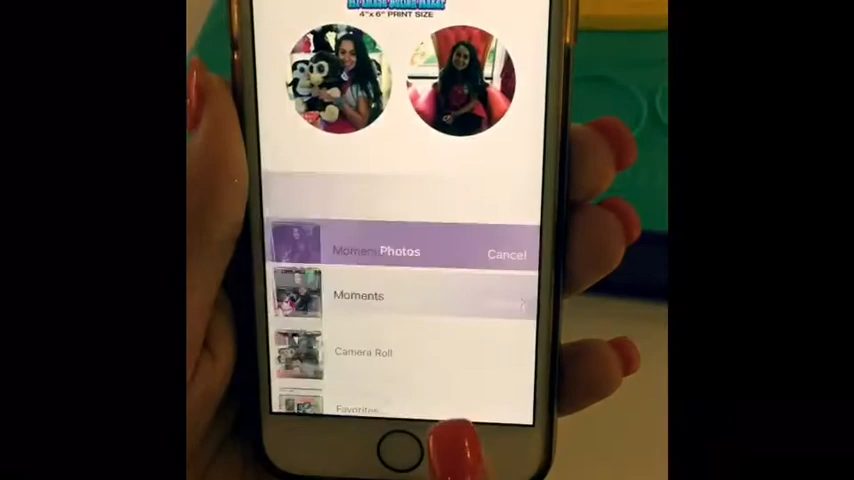 4"x 6" PRINT SIZE
Moments Photos Cancel
Moments
Camera Roll
Favorites